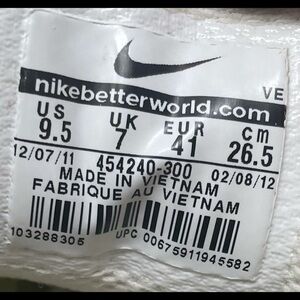 VE
nikebetterworld.com
US UK EUR cm
9.5 7 41 26.5
12/07/11 454240-300 02/08/12
MADE IN VIETNAM
FABRIQUE AU VIETNAM
103288305 UPC 00675911945582